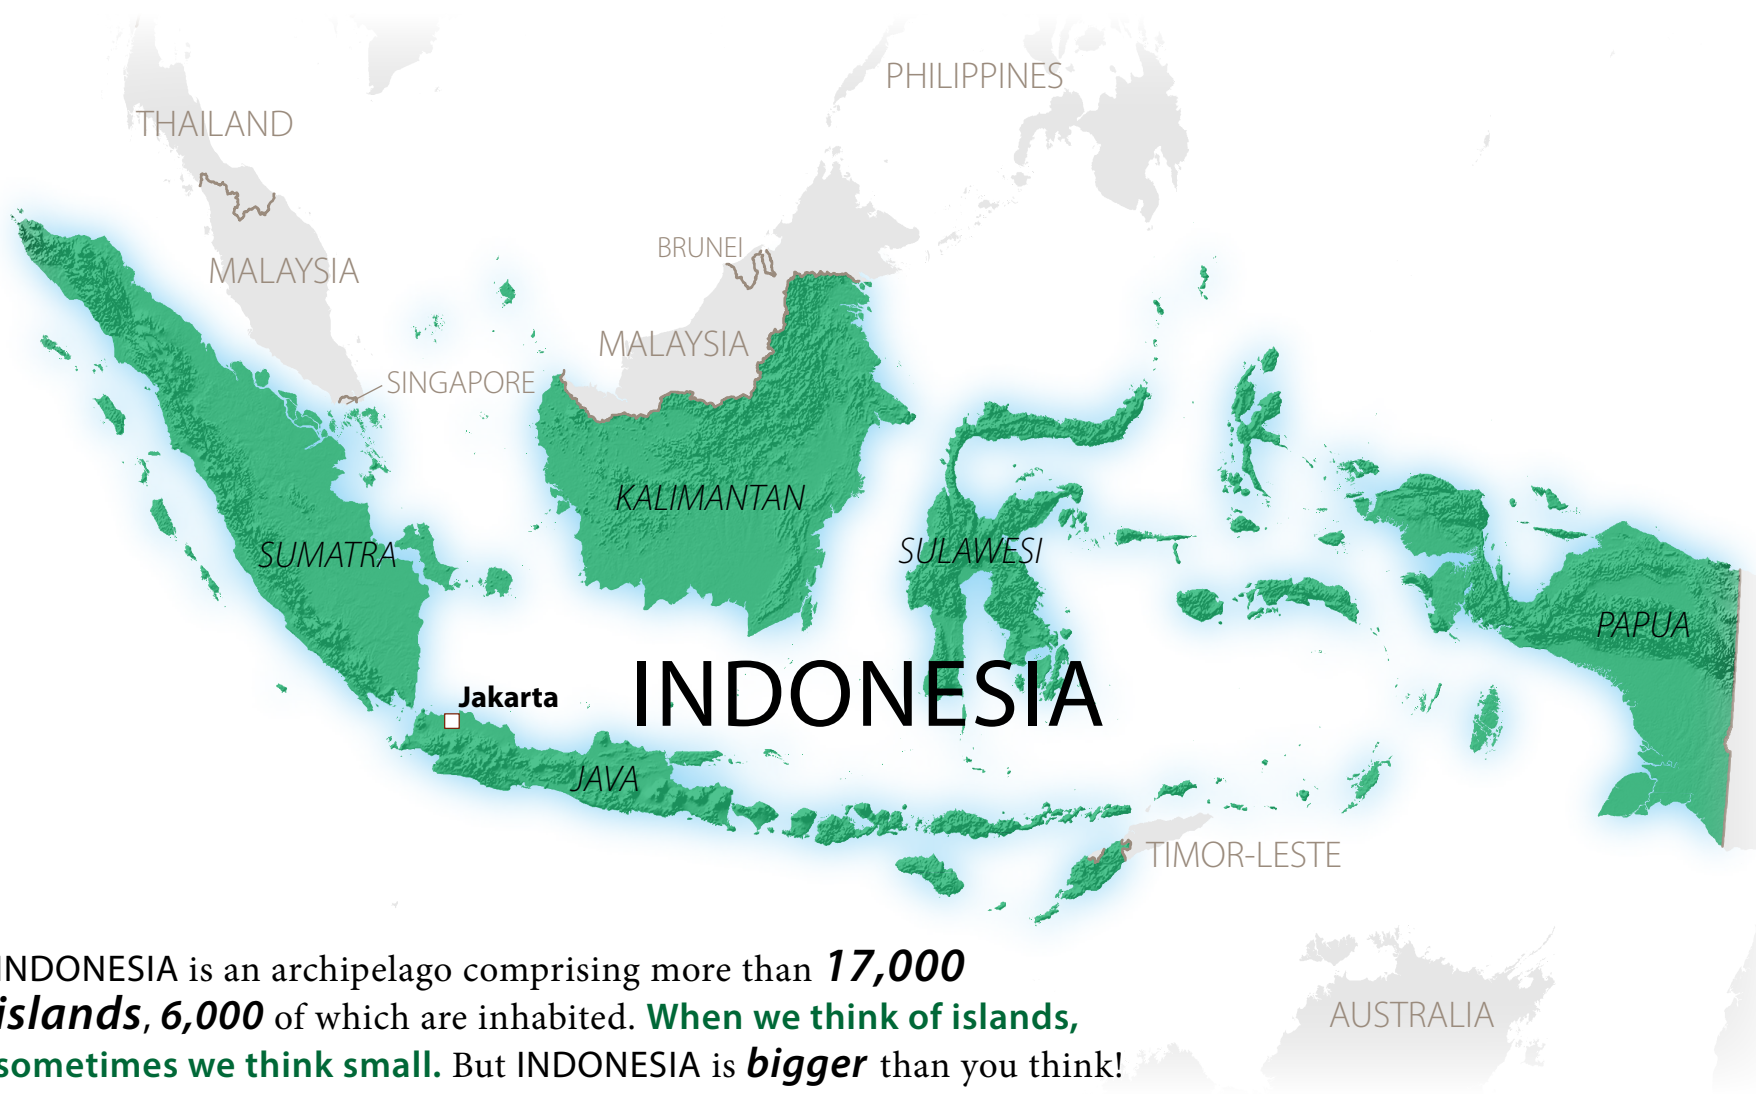 PHILIPPINES
THAILAND
BRUNEI
MALAYSIA
MALAYSIA
SINGAPORE
KALIMANTAN
SULAWESI
SUMATRA
PAPUA
Jakarta
INDONESIA
JAVA
TIMOR-LESTE
AUSTRALIA
INDONESIA is an archipelago comprising more than 17,000
islands, 6,000 of which are inhabited. When we think of islands,
sometimes we think small. But INDONESIA is bigger than you think!